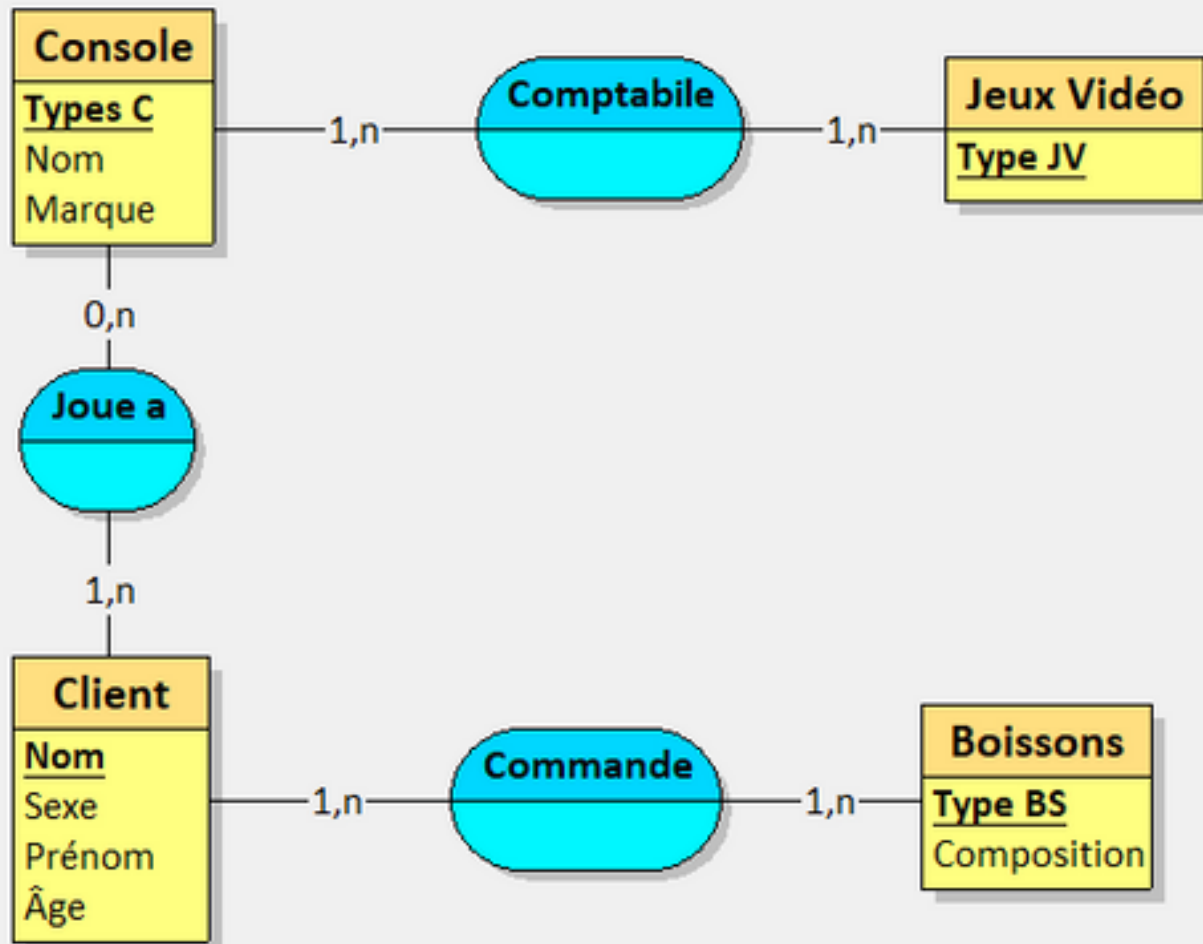 Console
Types C
Nom
Marque
1,n
Comptabile
1,n
Jeux Vidéo
Type JV
0,n
Joue a
1,n
Client
Nom
Sexe
Prénom
Âge
1,n
Commande
1,n
Boissons
Type BS
Composition